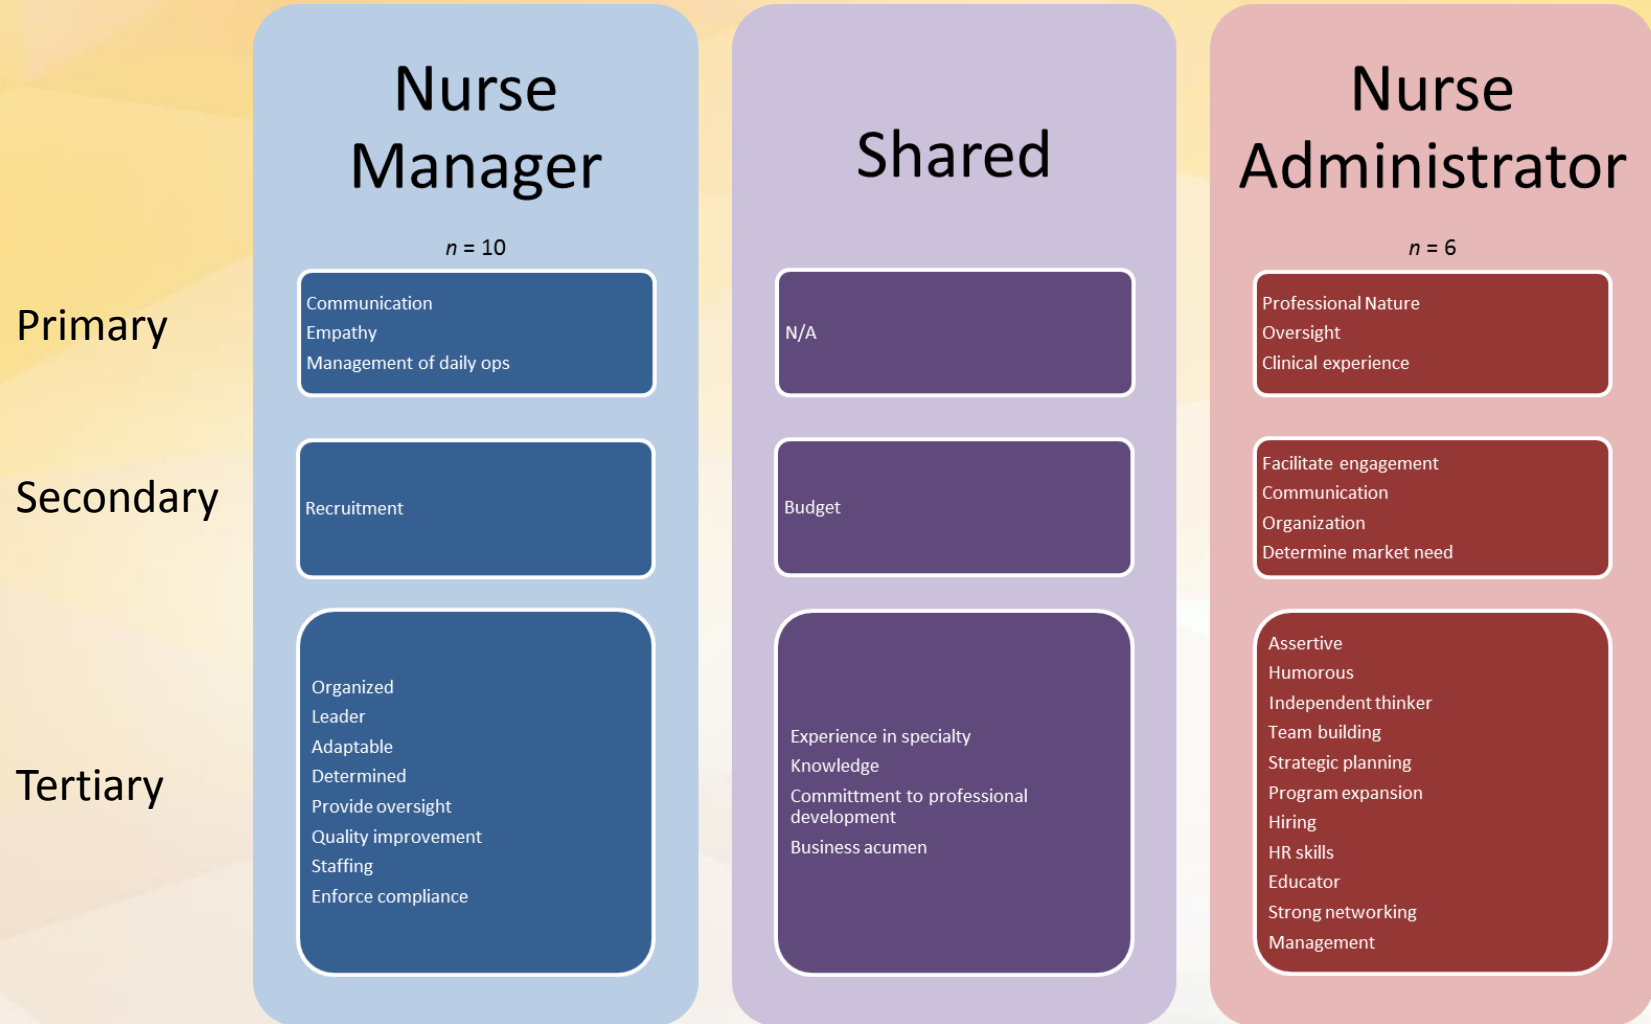 Nurse
Manager
n = 10
Shared
Nurse
Administrator
n = 6
Primary
Communication
Empathy
Management of daily ops
N/A
Professional Nature
Oversight
Clinical experience
Secondary
Recruitment
Budget
Facilitate engagement
Communication
Organization
Determine market need
Tertiary
Organized
Leader
Adaptable
Determined
Provide oversight
Quality improvement
Staffing
Enforce compliance
Experience in specialty
Knowledge
Committment to professional
development
Business acumen
Assertive
Humorous
Independent thinker
Team building
Strategic planning
Program expansion
Hiring
HR skills
Educator
Strong networking
Management